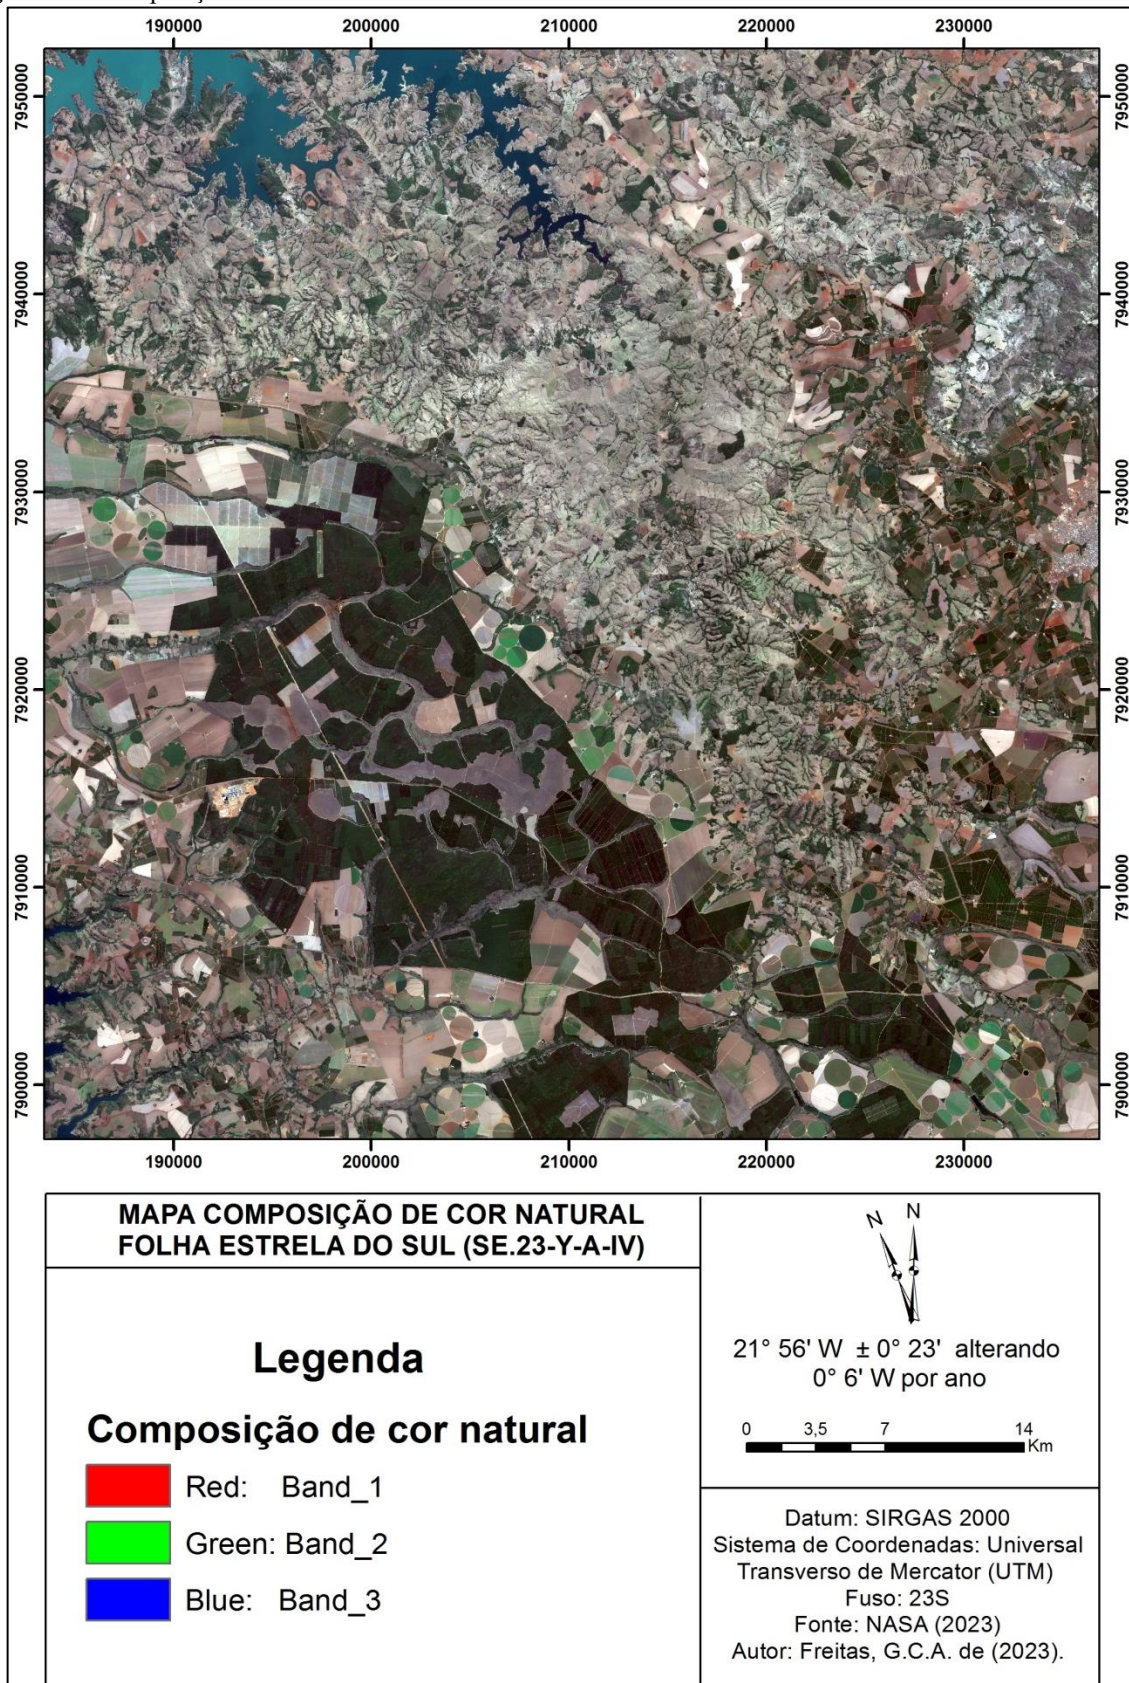 190000 200000 210000 220000 230000
7950000
7950000
7940000
7940000
7930000
7930000
7920000
7920000
7910000
7910000
7900000
7900000
190000 200000 210000 220000 230000
MAPA COMPOSIÇÃO DE COR NATURAL
FOLHA ESTRELA DO SUL (SE.23-Y-A-IV)
Legenda
Composição de cor natural
Red: Band_1
Green: Band_2
Blue: Band_3
N N
21° 56' W ± 0° 23' alterando
0° 6' W por ano
0 3,5 7 14
Km
Datum: SIRGAS 2000
Sistema de Coordenadas: Universal
Transverso de Mercator (UTM)
Fuso: 23S
Fonte: NASA (2023)
Autor: Freitas, G.C.A. de (2023).